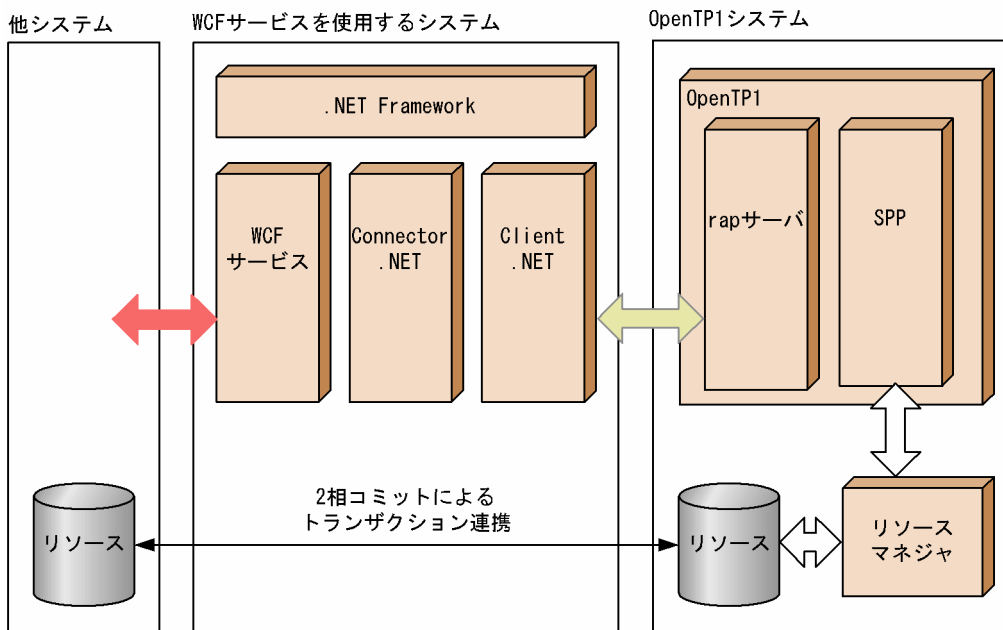 他システム
WCFサービスを使用するシステム
OpenTP1システム
.NET Framework
OpenTP1
WCF
サービス
Connector
.NET
Client
.NET
rapサーバ
SPP
2相コミットによる
トランザクション連携
リソース
リソース
リソース
マネジャ